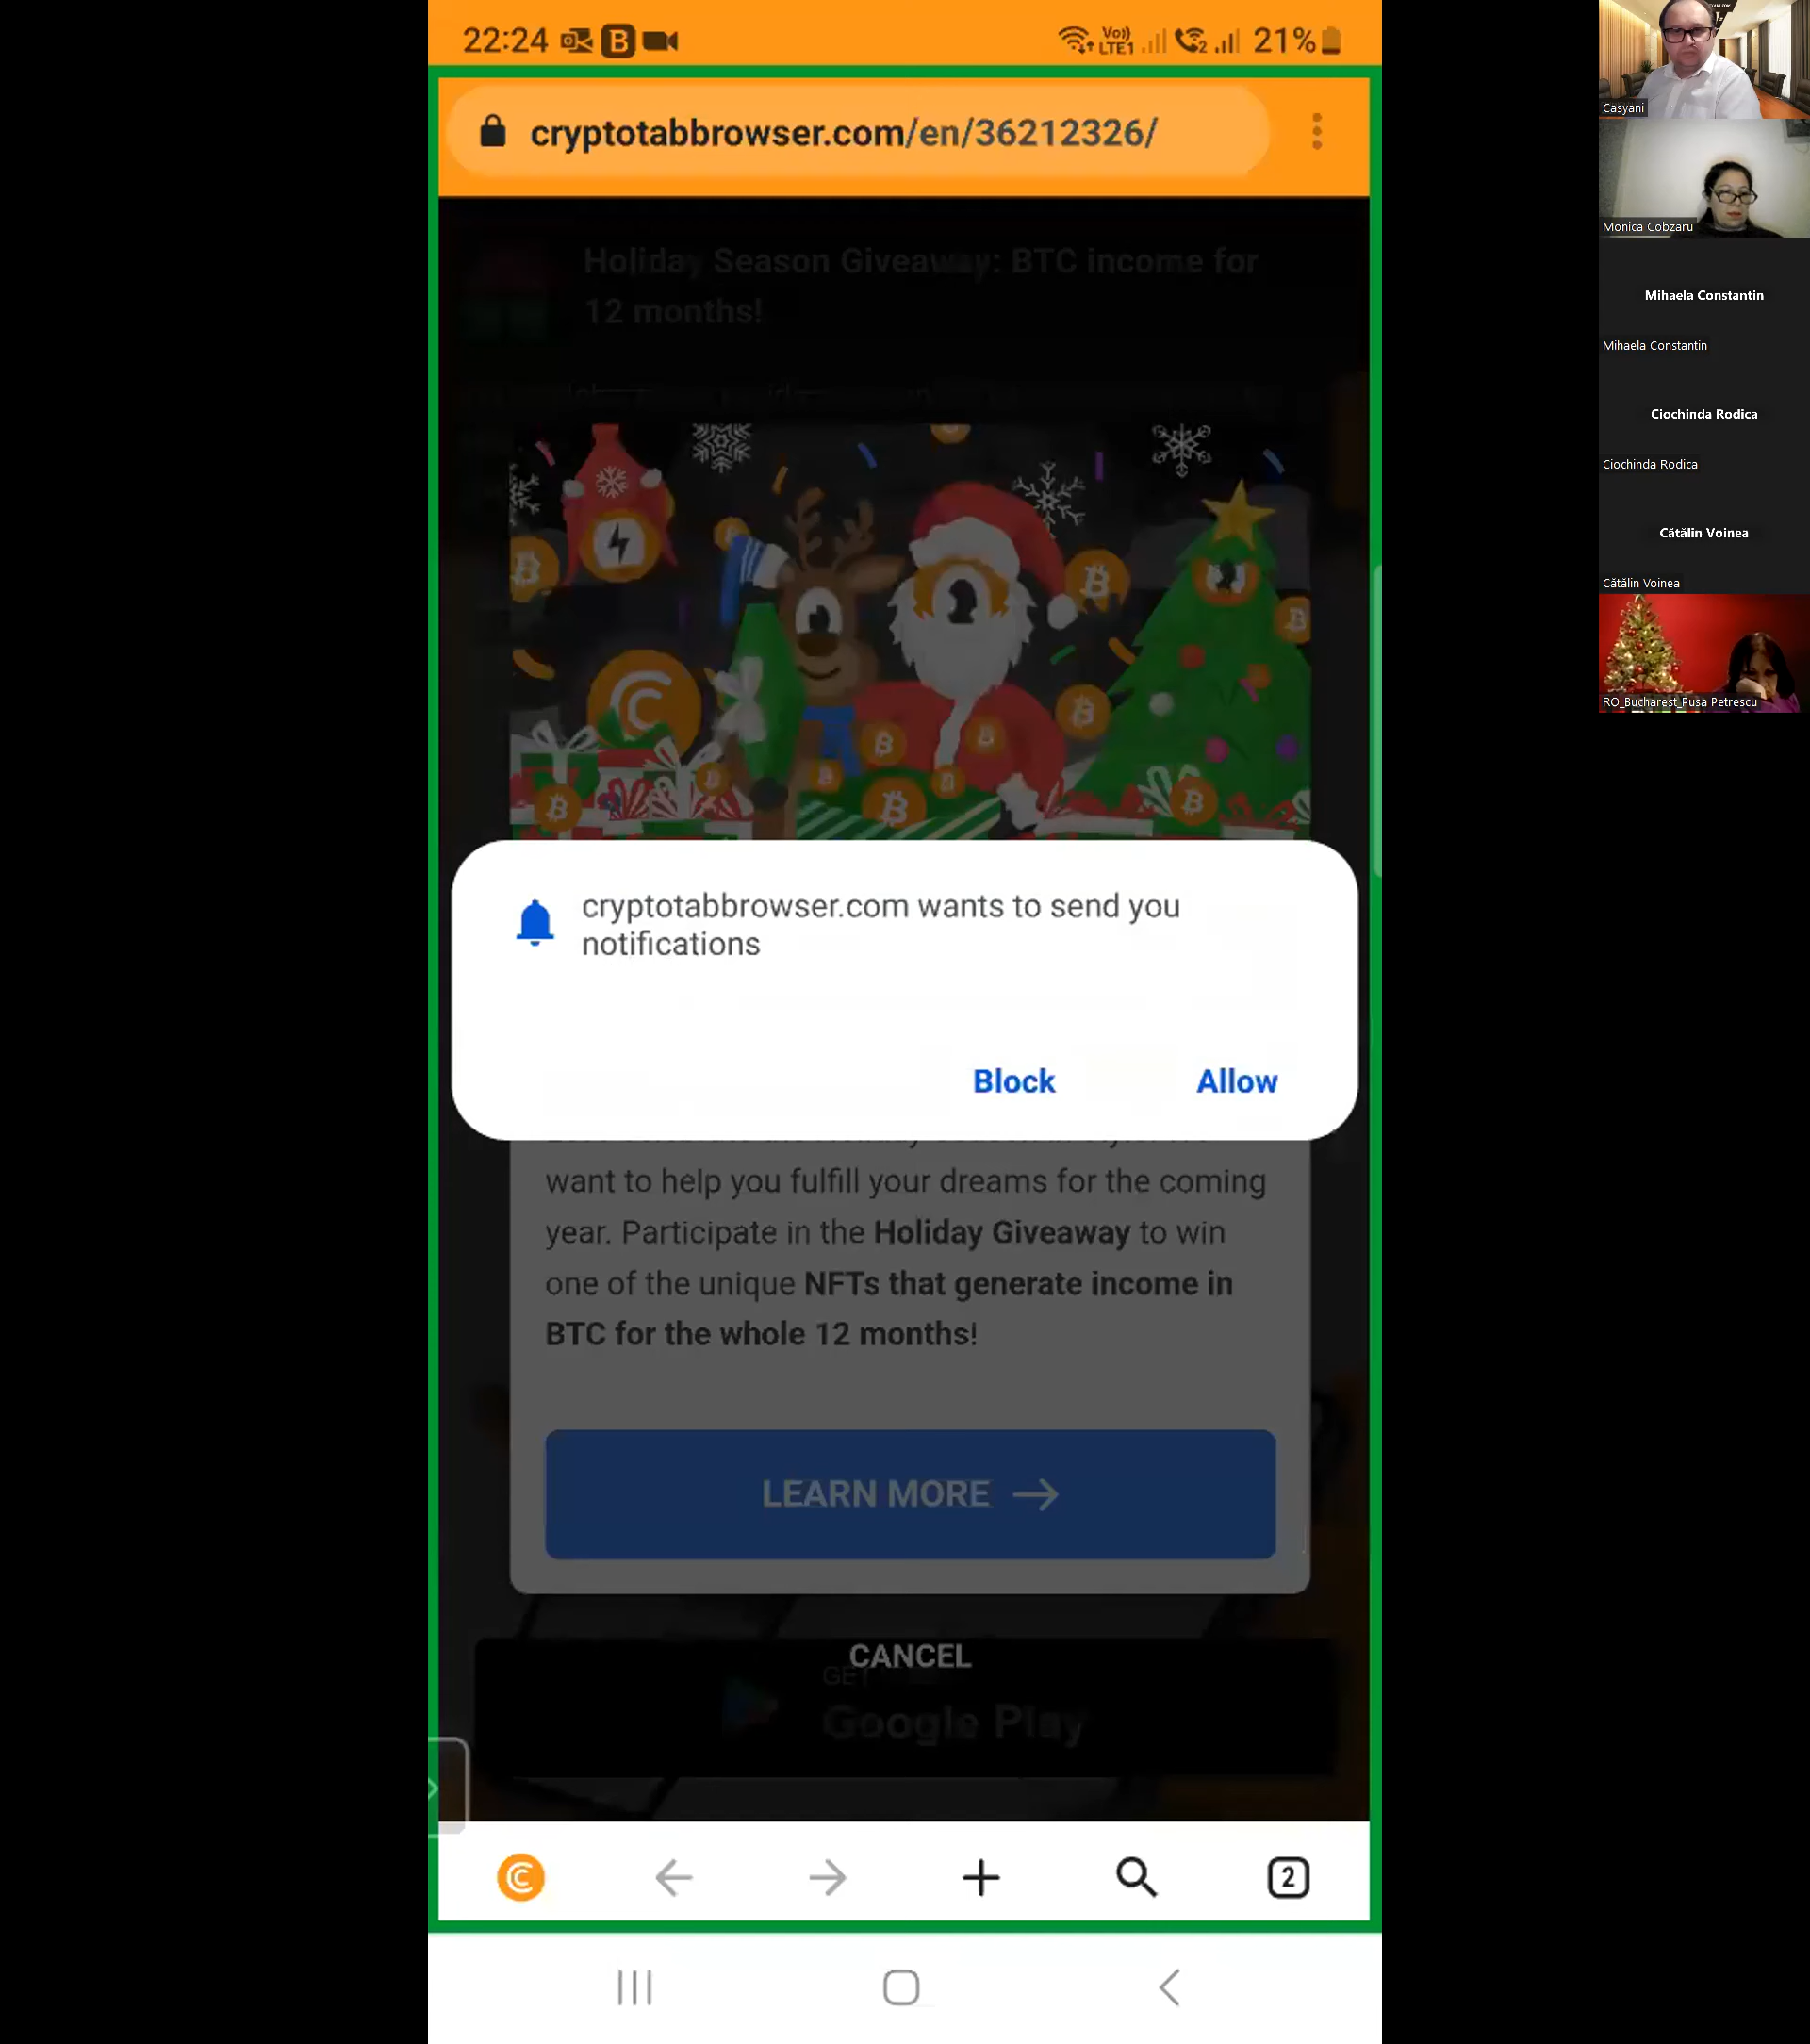 22:24
Vo))
LTE1
2
21%
cryptotabbrowser.com/en/36212326/
Holiday Season Giveaway: BTC income for
12 months!
cryptotabbrowser.com wants to send you
notifications
Block
Allow
want to help you fulfill your dreams for the coming
year. Participate in the Holiday Giveaway to win
one of the unique NFTs that generate income in
BTC for the whole 12 months!
LEARN MORE
CANCEL
GET
Google Play
2
Casyani
Monica Cobzaru
Mihaela Constantin
Mihaela Constantin
Ciochinda Rodica
Ciochinda Rodica
Cătălin Voinea
Cătălin Voinea
RO_Bucharest_Pusa Petrescu